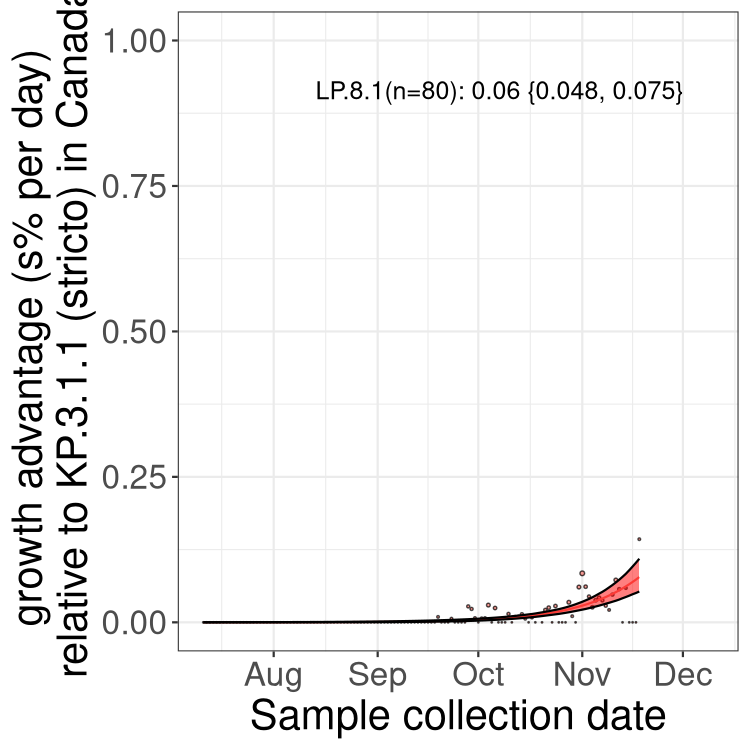 growth advantage (s% per day)
relative to KP.3.1.1 (stricto) in Canada
1.00
LP.8.1(n=80): 0.06 {0.048, 0.075}
0.75
0.50
0.25
0.00
Aug Sep Oct Nov Dec
Sample collection date